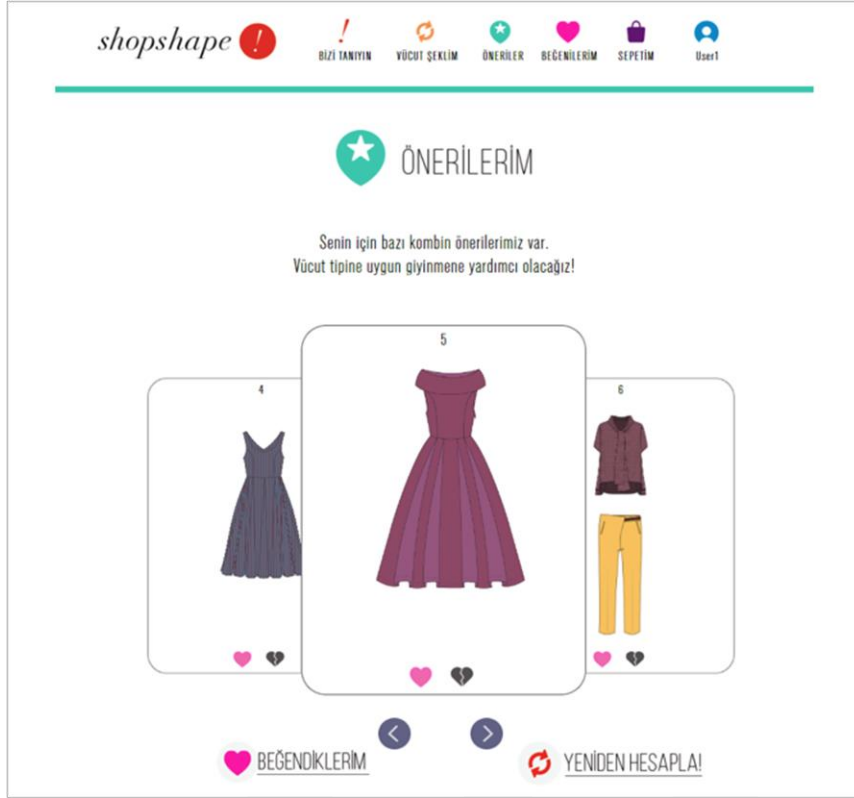 shopshape !
BİZİ TANIYIN
VÜCUT ŞEKLİM
ÖNERİLER
BEĞENİLERİM
SEPETİM
User1
ÖNERİLERİM
Senin için bazı kombin önerilerimiz var.
Vücut tipine uygun giyinmene yardımcı olacağız!
4
5
6
BEĞENDİKLERİM
YENİDEN HESAPLA!